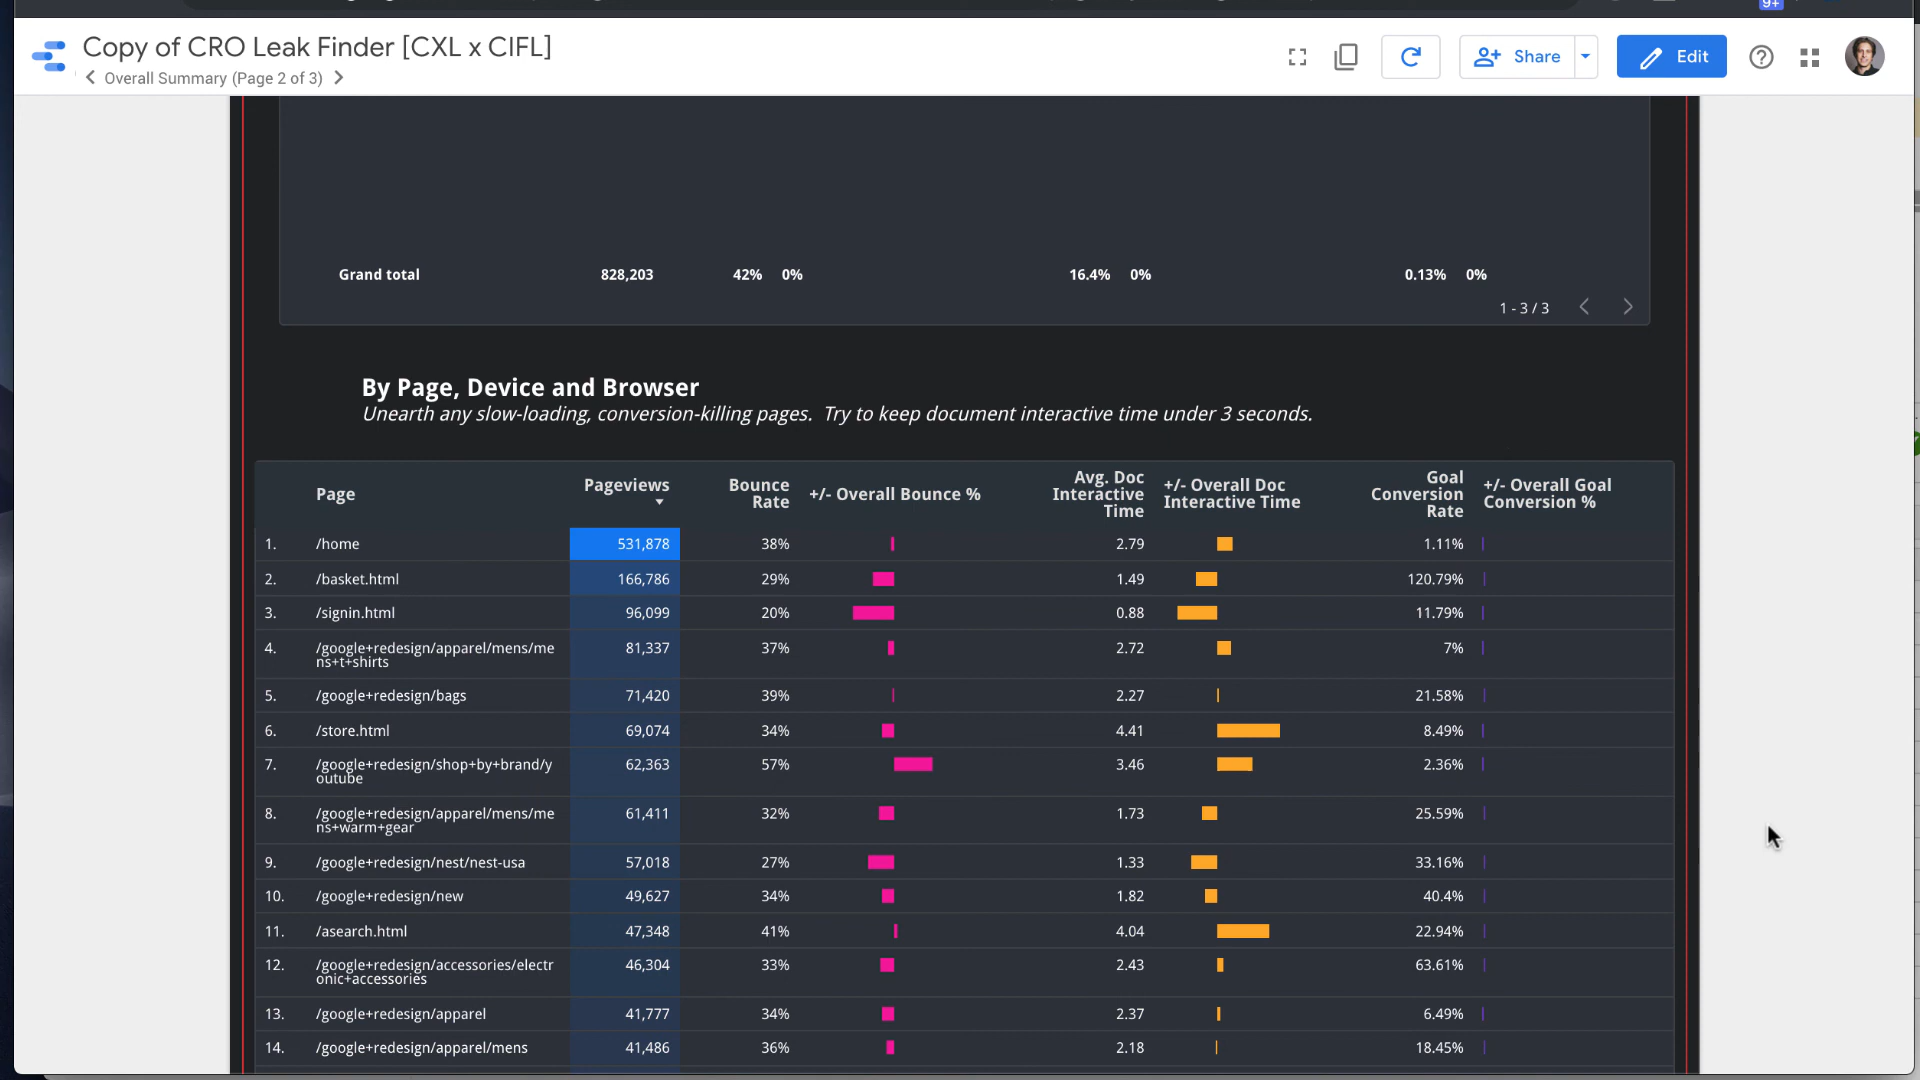 9+
Copy of CRO Leak Finder [CXL x CIFL]
Overall Summary (Page 2 of 3)
Share
Edit
Grand total 828,203 42% 0% 16.4% 0% 0.13% 0%
1 - 3 / 3
By Page, Device and Browser
Unearth any slow-loading, conversion-killing pages. Try to keep document interactive time under 3 seconds.
Page Pageviews Bounce Rate +/- Overall Bounce % Avg. Doc Interactive Time +/- Overall Doc Interactive Time Goal Conversion Rate +/- Overall Goal Conversion %
1. /home 531,878 38% 2.79 1.11%
2. /basket.html 166,786 29% 1.49 120.79%
3. /signin.html 96,099 20% 0.88 11.79%
4. /google+redesign/apparel/mens/me 81,337 37% 2.72 7%
ns+t+shirts
5. /google+redesign/bags 71,420 39% 2.27 21.58%
6. /store.html 69,074 34% 4.41 8.49%
7. /google+redesign/shop+by+brand/y 62,363 57% 3.46 2.36%
outube
8. /google+redesign/apparel/mens/me 61,411 32% 1.73 25.59%
ns+warm+gear
9. /google+redesign/nest/nest-usa 57,018 27% 1.33 33.16%
10. /google+redesign/new 49,627 34% 1.82 40.4%
11. /asearch.html 47,348 41% 4.04 22.94%
12. /google+redesign/accessories/electr 46,304 33% 2.43 63.61%
onic+accessories
13. /google+redesign/apparel 41,777 34% 2.37 6.49%
14. /google+redesign/apparel/mens 41,486 36% 2.18 18.45%